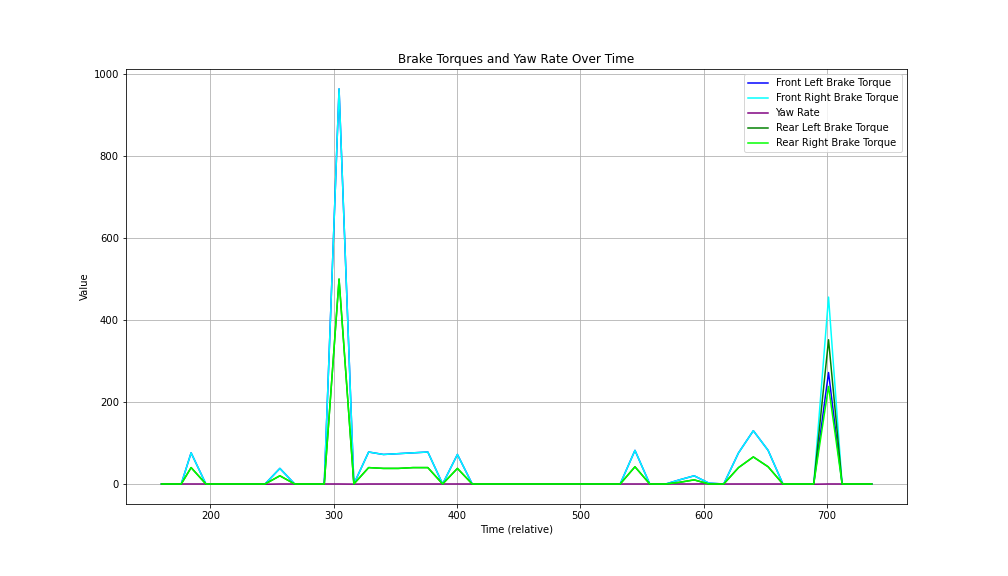 Brake Torques and Yaw Rate Over Time
1000
800
600
400
200
0
Value
Front Left Brake Torque
Front Right Brake Torque
Yaw Rate
Rear Left Brake Torque
Rear Right Brake Torque
200 300 400 500 600 700
Time (relative)